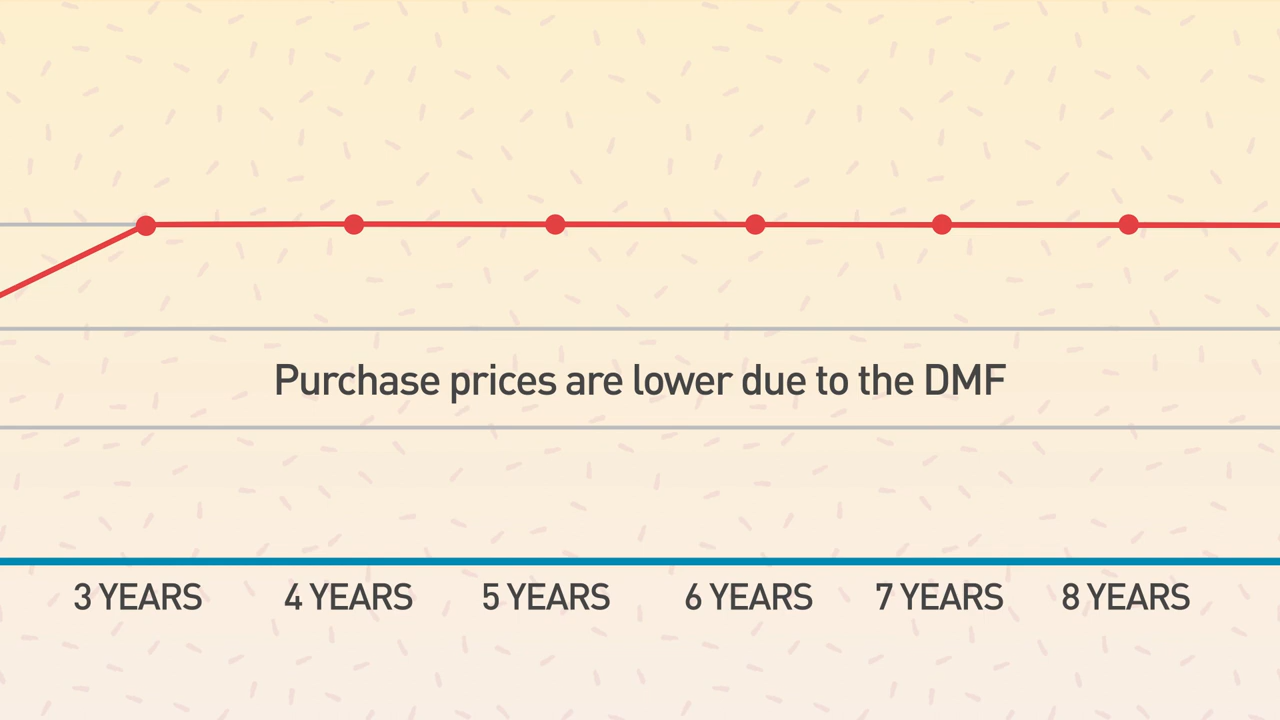 Purchase prices are lower due to the DMF
3 YEARS 4 YEARS 5 YEARS 6 YEARS 7 YEARS 8 YEARS